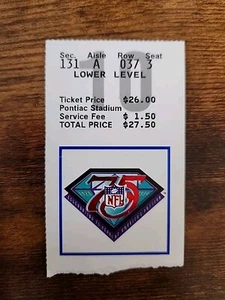 Sec. Aisle Row Seat
131 A 037 3
10
LOWER LEVEL
Ticket Price $26.00
Pontiac Stadium
Service Fee $ 1.50
TOTAL PRICE $27.50
75
NFL